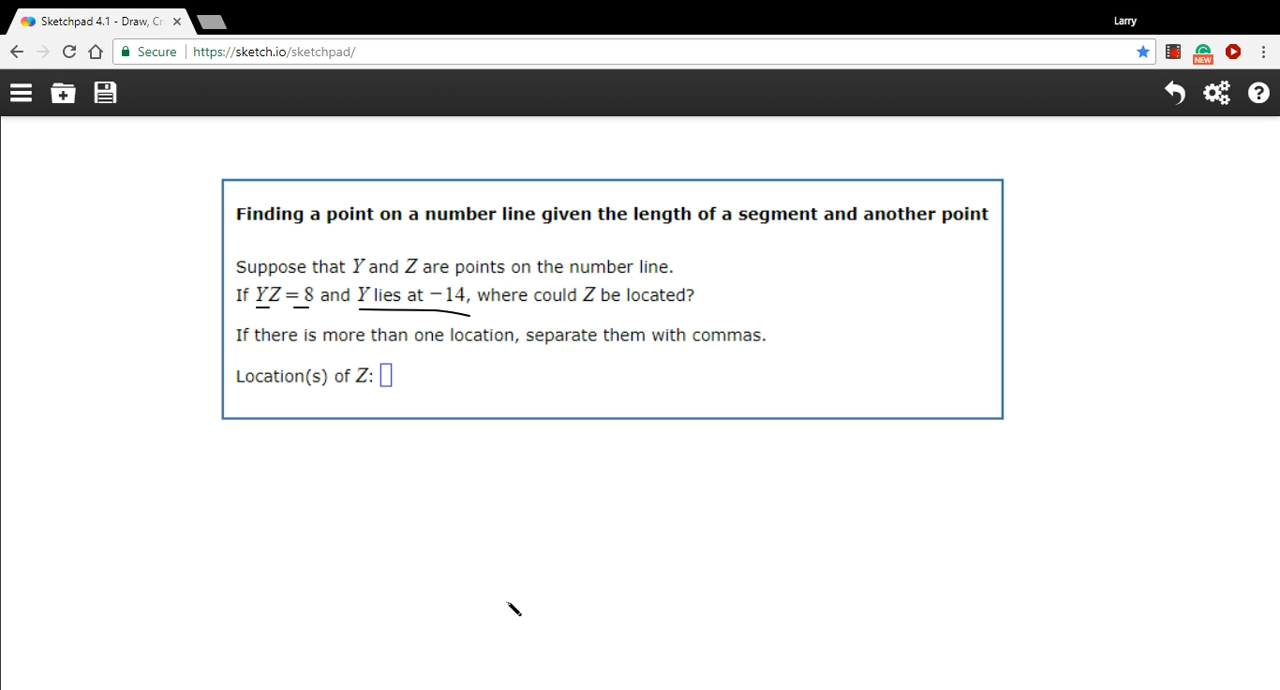 Sketchpad 4.1 - Draw, Cr
Larry
Secure | https://sketch.io/sketchpad/
NEW
Finding a point on a number line given the length of a segment and another point
Suppose that Y and Z are points on the number line.
If YZ = 8 and Y lies at −14, where could Z be located?
If there is more than one location, separate them with commas.
Location(s) of Z: